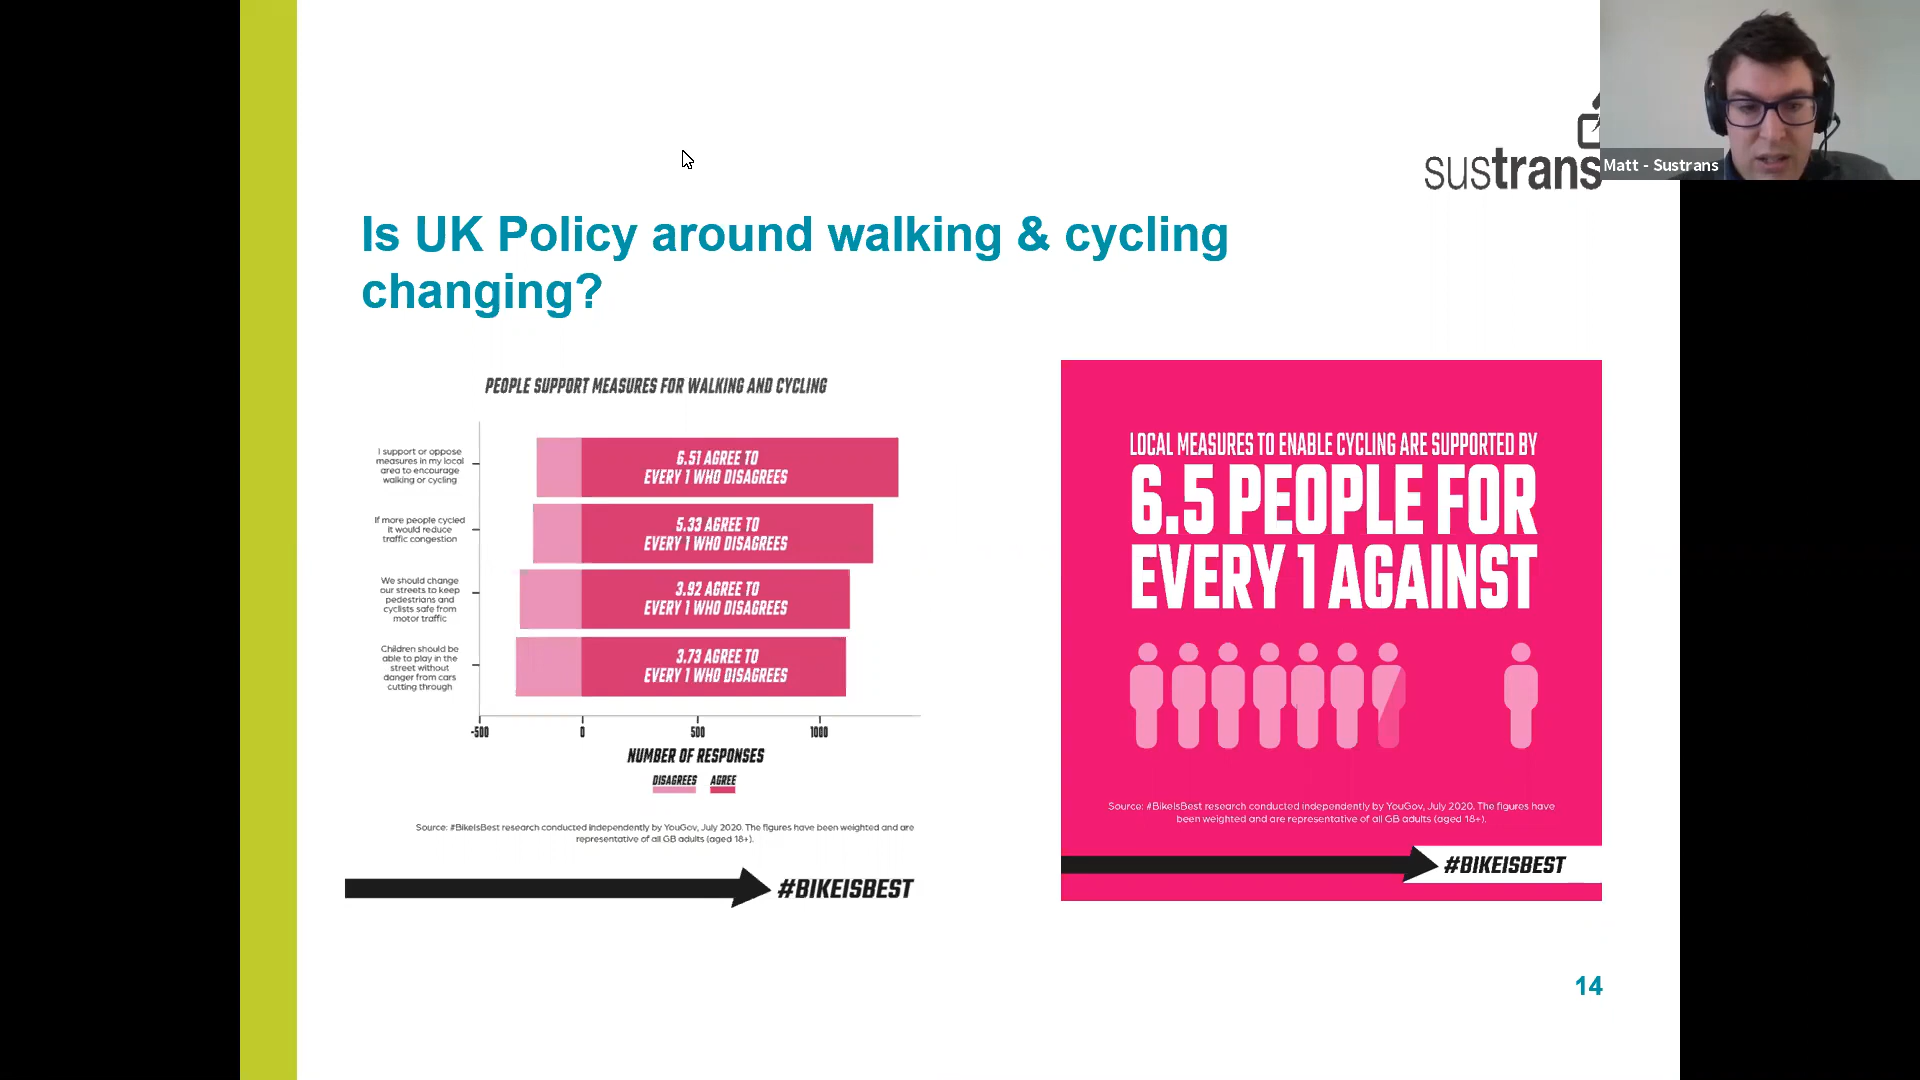 sustrans
Matt - Sustrans
Is UK Policy around walking & cycling
changing?
PEOPLE SUPPORT MEASURES FOR WALKING AND CYCLING
I support or oppose
measures in my local
area to encourage
walking or cycling
6.51 AGREE TO
EVERY 1 WHO DISAGREES
If more people cycled
it would reduce
traffic congestion
5.33 AGREE TO
EVERY 1 WHO DISAGREES
We should change
our streets to keep
pedestrians and
cyclists safe from
motor traffic
3.92 AGREE TO
EVERY 1 WHO DISAGREES
Children should be
able to play in the
street without
danger from cars
cutting through
3.73 AGREE TO
EVERY 1 WHO DISAGREES
-500 0 500 1000
NUMBER OF RESPONSES
DISAGREES AGREE
Source: #BikeIsBest research conducted independently by YouGov, July 2020. The figures have been weighted and are
representative of all GB adults (aged 18+).
#BIKEISBEST
LOCAL MEASURES TO ENABLE CYCLING ARE SUPPORTED BY
6.5 PEOPLE FOR
EVERY 1 AGAINST
Source: #BikeIsBest research conducted independently by YouGov, July 2020. The figures have
been weighted and are representative of all GB adults (aged 18+).
#BIKEISBEST
14